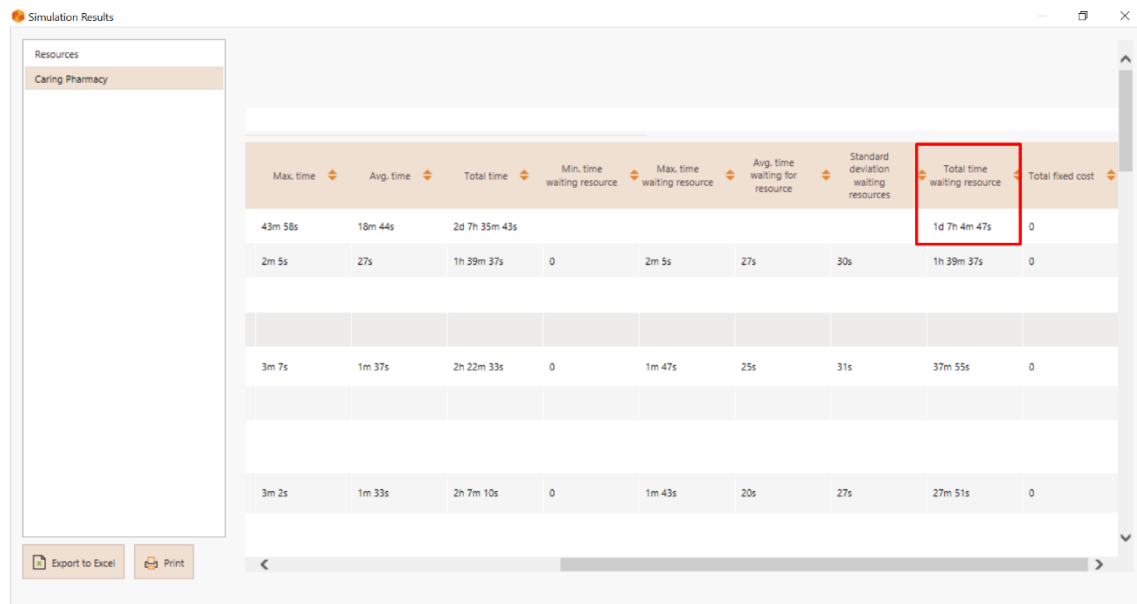 Simulation Results
Resources
Caring Pharmacy
Max. time Avg. time Total time Min. time waiting resource Max. time waiting resource Avg. time waiting for resource Standard deviation waiting resources Total time waiting resource Total fixed cost
43m 58s 18m 44s 2d 7h 35m 43s 1d 7h 4m 47s 0
2m 5s 27s 1h 39m 37s 0 2m 5s 27s 30s 1h 39m 37s 0
3m 7s 1m 37s 2h 22m 33s 0 1m 47s 25s 31s 37m 55s 0
3m 2s 1m 33s 2h 7m 10s 0 1m 43s 20s 27s 27m 51s 0
Export to Excel Print